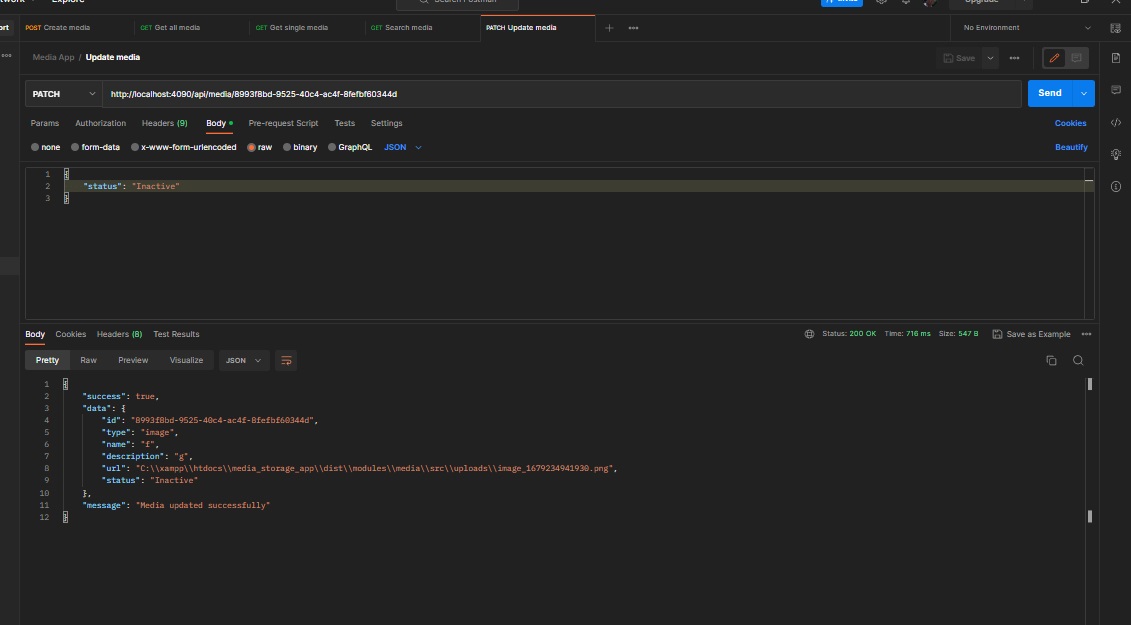 Explore
Search Postman
Upgrade
POST Create media
GET Get all media
GET Get single media
GET Search media
PATCH Update media
No Environment
Media App / Update media
Save
PATCH
http://localhost:4090/api/media/8993f8bd-9525-40c4-ac4f-8fefbf60344d
Send
Params
Authorization
Headers (9)
Body
Pre-request Script
Tests
Settings
Cookies
none
form-data
x-www-form-urlencoded
raw
binary
GraphQL
JSON
Beautify
1 {
2 "status": "Inactive"
3 }
Body
Cookies
Headers (8)
Test Results
Status: 200 OK
Time: 716 ms
Size: 547 B
Save as Example
Pretty
Raw
Preview
Visualize
JSON
1 {
2 "success": true,
3 "data": {
4 "id": "8993f8bd-9525-40c4-ac4f-8fefbf60344d",
5 "type": "image",
6 "name": "f",
7 "description": "g",
8 "url": "C:\\xampp\\htdocs\\media_storage_app\\dist\\modules\\media\\src\\uploads\\image_1679234941930.png",
9 "status": "Inactive"
10 },
11 "message": "Media updated successfully"
12 }